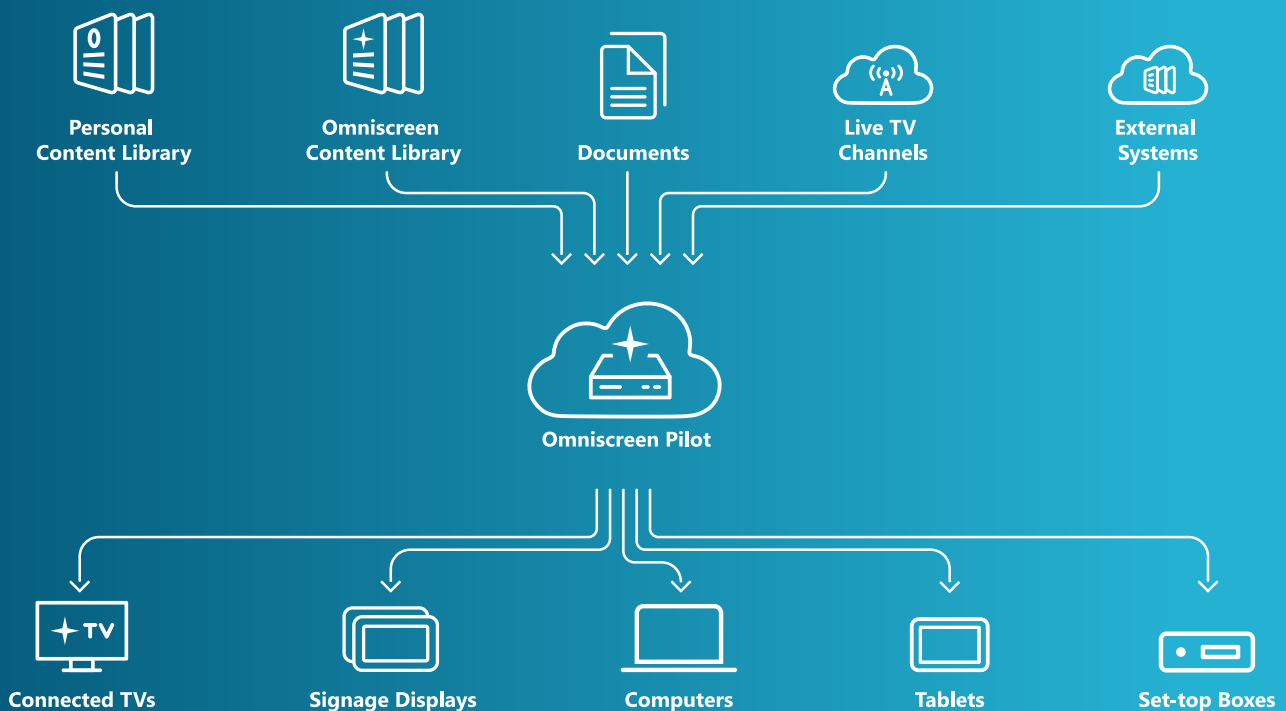 Personal
Content Library
Omniscreen
Content Library
Documents
Live TV
Channels
External
Systems
Omniscreen Pilot
TV
Connected TVs
Signage Displays
Computers
Tablets
Set-top Boxes